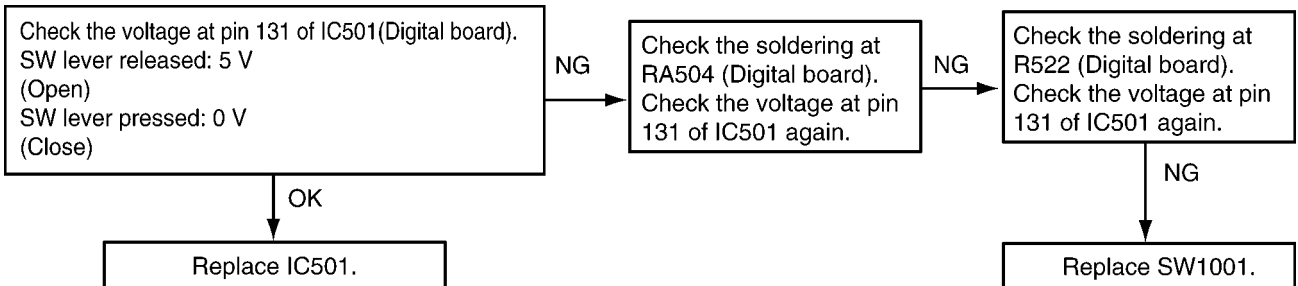 Check the voltage at pin 131 of IC501(Digital board).
SW lever released: 5 V
(Open)
SW lever pressed: 0 V
(Close)
NG
Check the soldering at
RA504 (Digital board).
Check the voltage at pin
131 of IC501 again.
NG
Check the soldering at
R522 (Digital board).
Check the voltage at pin
131 of IC501 again.
OK
NG
Replace IC501.
Replace SW1001.